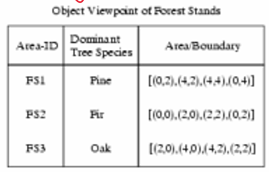 Object Viewpoint of Forest Stands
Area-ID Dominant Tree Species Area/Boundary
FS1 Pine [(0,2),(4,2),(4,4),(0,4)]
FS2 Fir [(0,0),(2,0),(2,2),(0,2)]
FS3 Oak [(2,0),(4,0),(4,2),(2,2)]